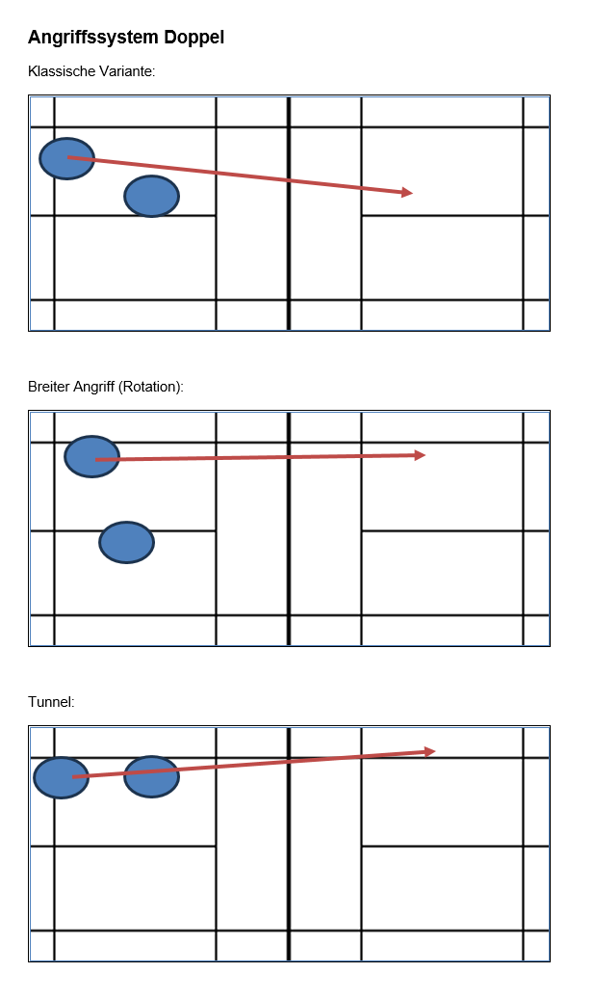 Angriffssystem Doppel
Klassische Variante:
Breiter Angriff (Rotation):
Tunnel: